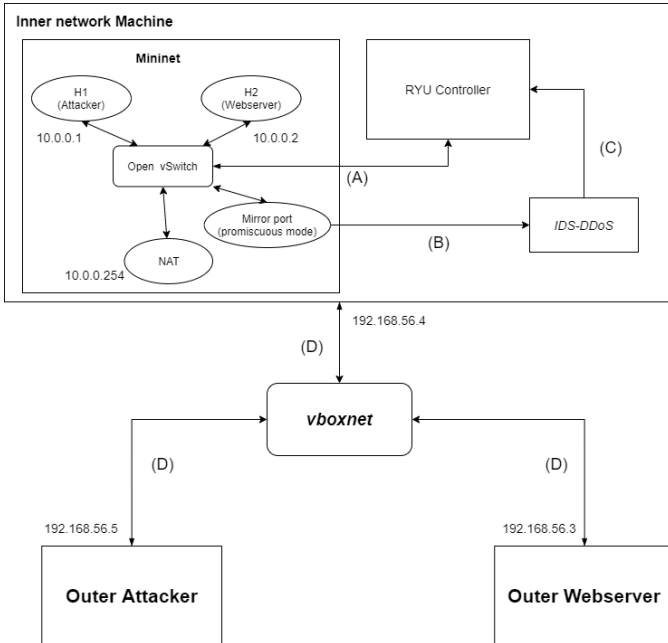 Inner network Machine
Mininet
H1
(Attacker)
H2
(Webserver)
RYU Controller
10.0.0.1
10.0.0.2
Open vSwitch
(A)
(C)
Mirror port
(promiscuous mode)
(B)
IDS-DDoS
NAT
10.0.0.254
192.168.56.4
(D)
vboxnet
(D)
(D)
192.168.56.5
192.168.56.3
Outer Attacker
Outer Webserver